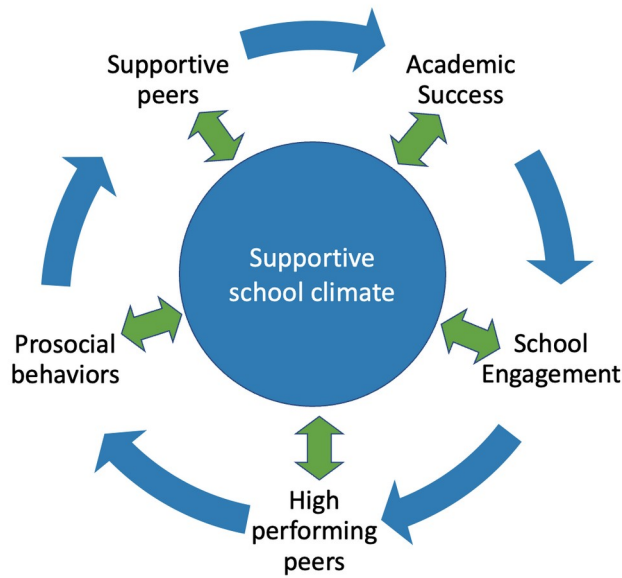 Supportive
peers
Academic
Success
Supportive
school climate
Prosocial
behaviors
School
Engagement
High
performing
peers